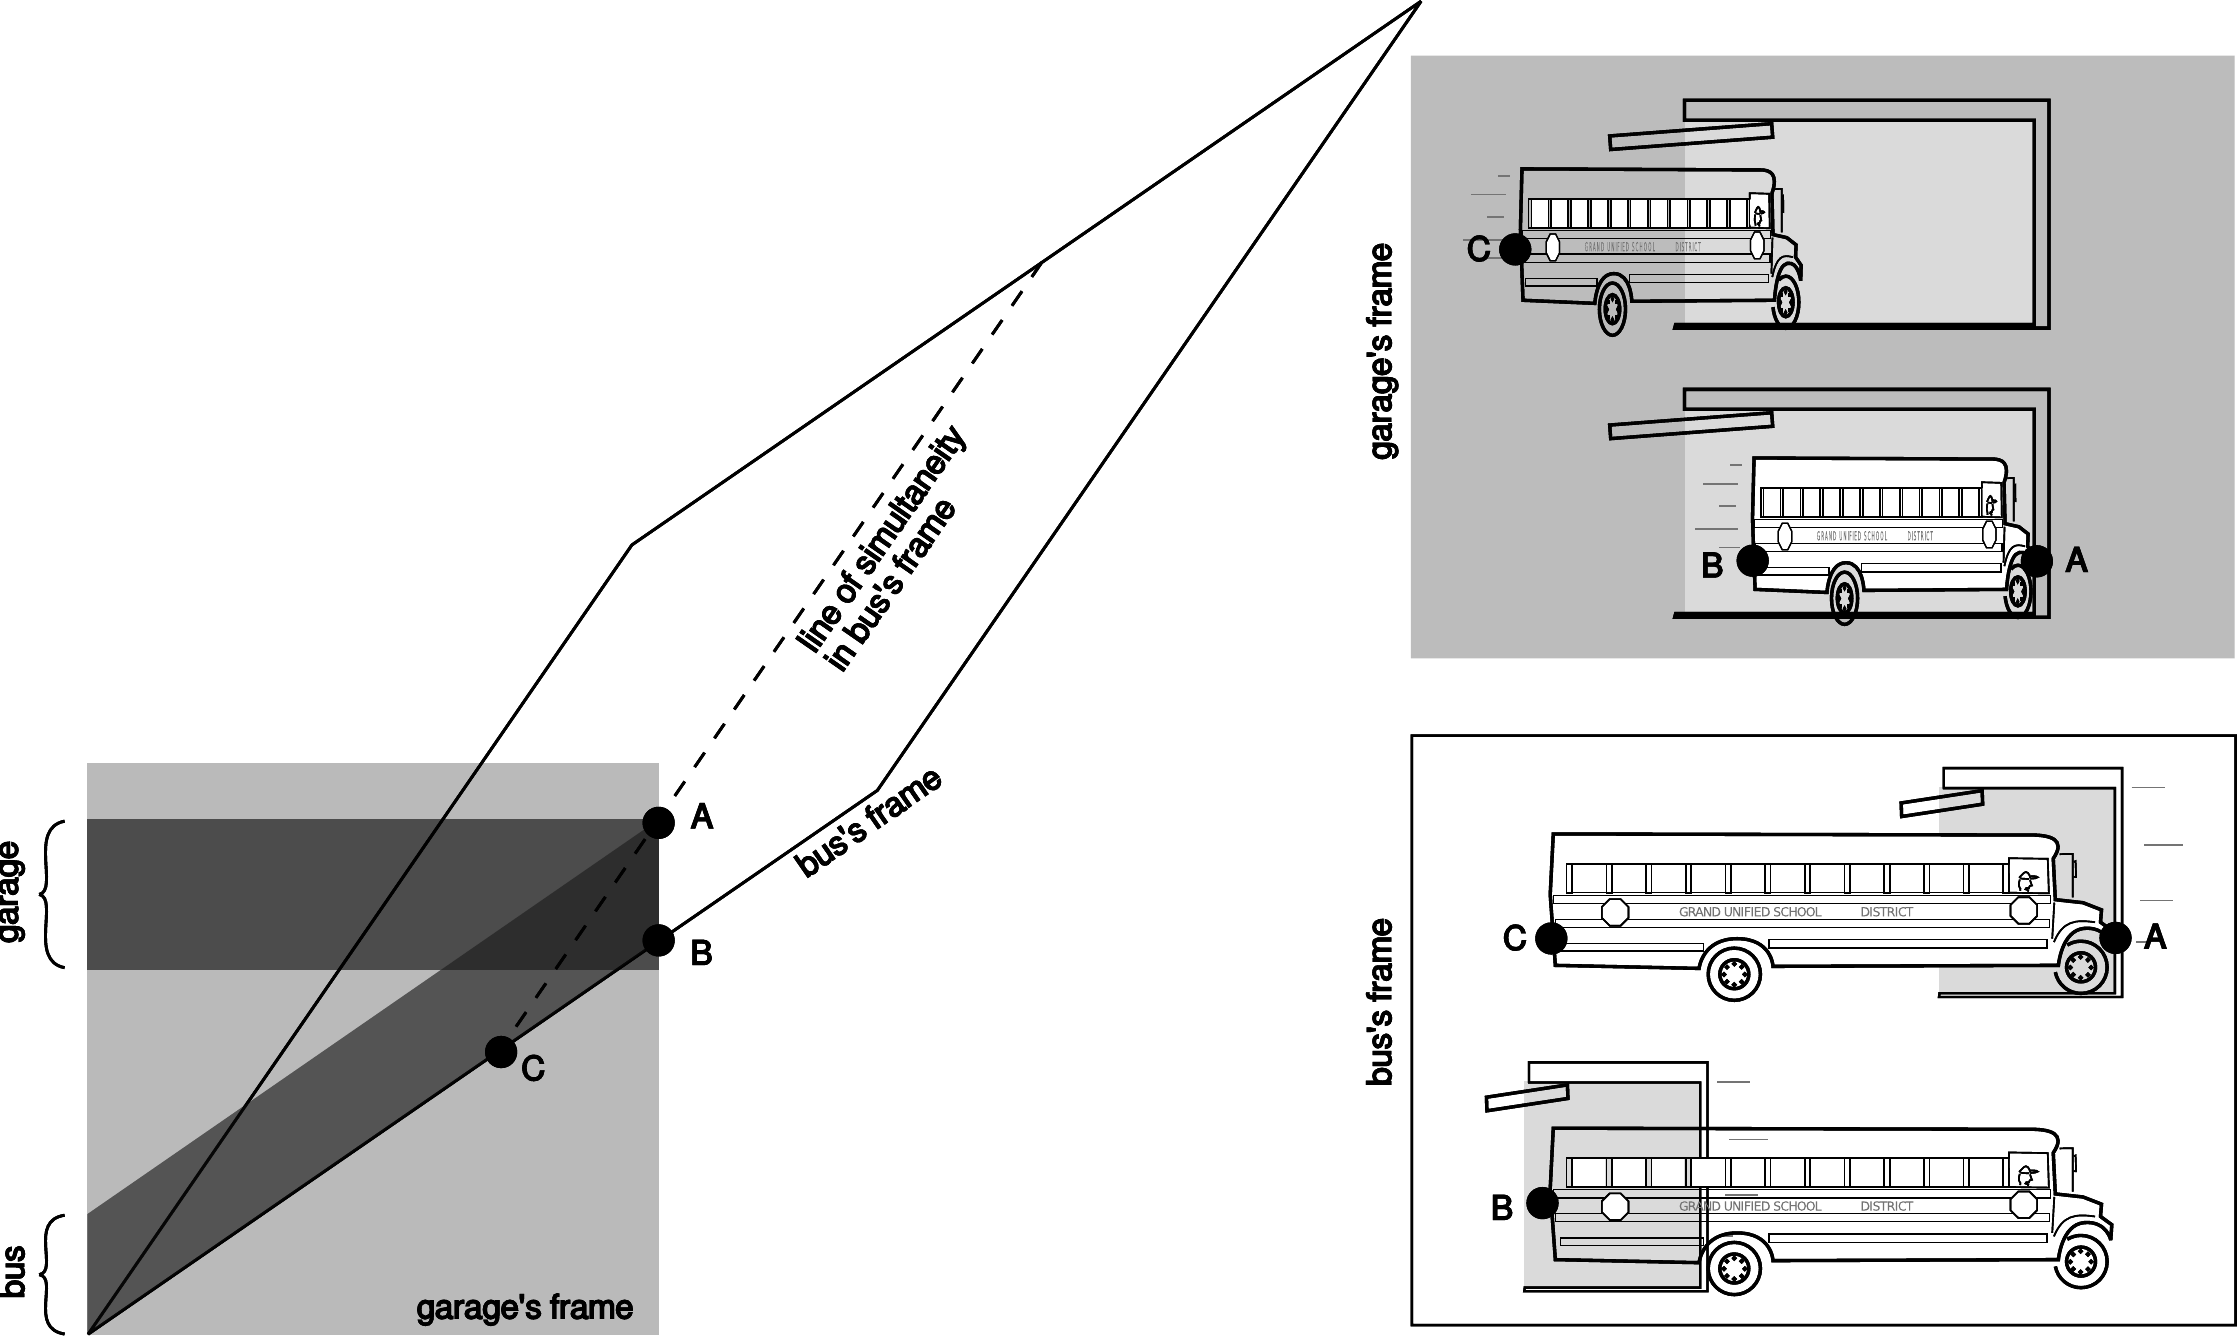 garage
bus
A
B
C
garage's frame
bus's frame
line of simultaneity
in bus's frame
garage's frame
C
GRAND UNIFIED SCHOOL DISTRICT
B
A
GRAND UNIFIED SCHOOL DISTRICT
bus's frame
C
A
GRAND UNIFIED SCHOOL DISTRICT
B
GRAND UNIFIED SCHOOL DISTRICT